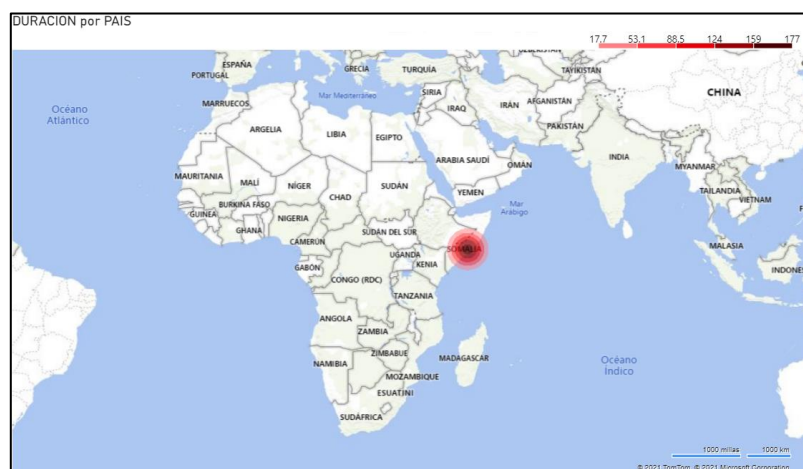 DURACION por PAIS
17,7 53,1 88,5 124 159 177
UZBEKISTÁN
ESPAÑA
PORTUGAL
GRECIA
TURQUÍA
TAYIKISTÁN
Mar Mediterráneo
SIRIA
IRAQ
IRÁN
AFGANISTÁN
CHINA
MARRUECOS
Océano
Atlántico
PAKISTÁN
ARGELIA
LIBIA
EGIPTO
ARABIA SAUDÍ
OMÁN
INDIA
MYANMAR
MAURITANIA
MALÍ
NÍGER
CHAD
SUDÁN
YEMEN
Mar
Arábigo
TAILANDIA
VIETNAM
BURKINA FASO
GUINEA
GHANA
NIGERIA
CAMERÚN
SUDÁN DEL SUR
SOMALIA
MALASIA
GABÓN
UGANDA
KENIA
CONGO (RDC)
INDONES
TANZANIA
ANGOLA
ZAMBIA
ZIMBABUE
MADAGASCAR
Océano
Índico
NAMIBIA
MOZAMBIQUE
ESUATINI
SUDÁFRICA
1000 millas 1000 km
© 2021 TomTom, © 2021 Microsoft Corporation